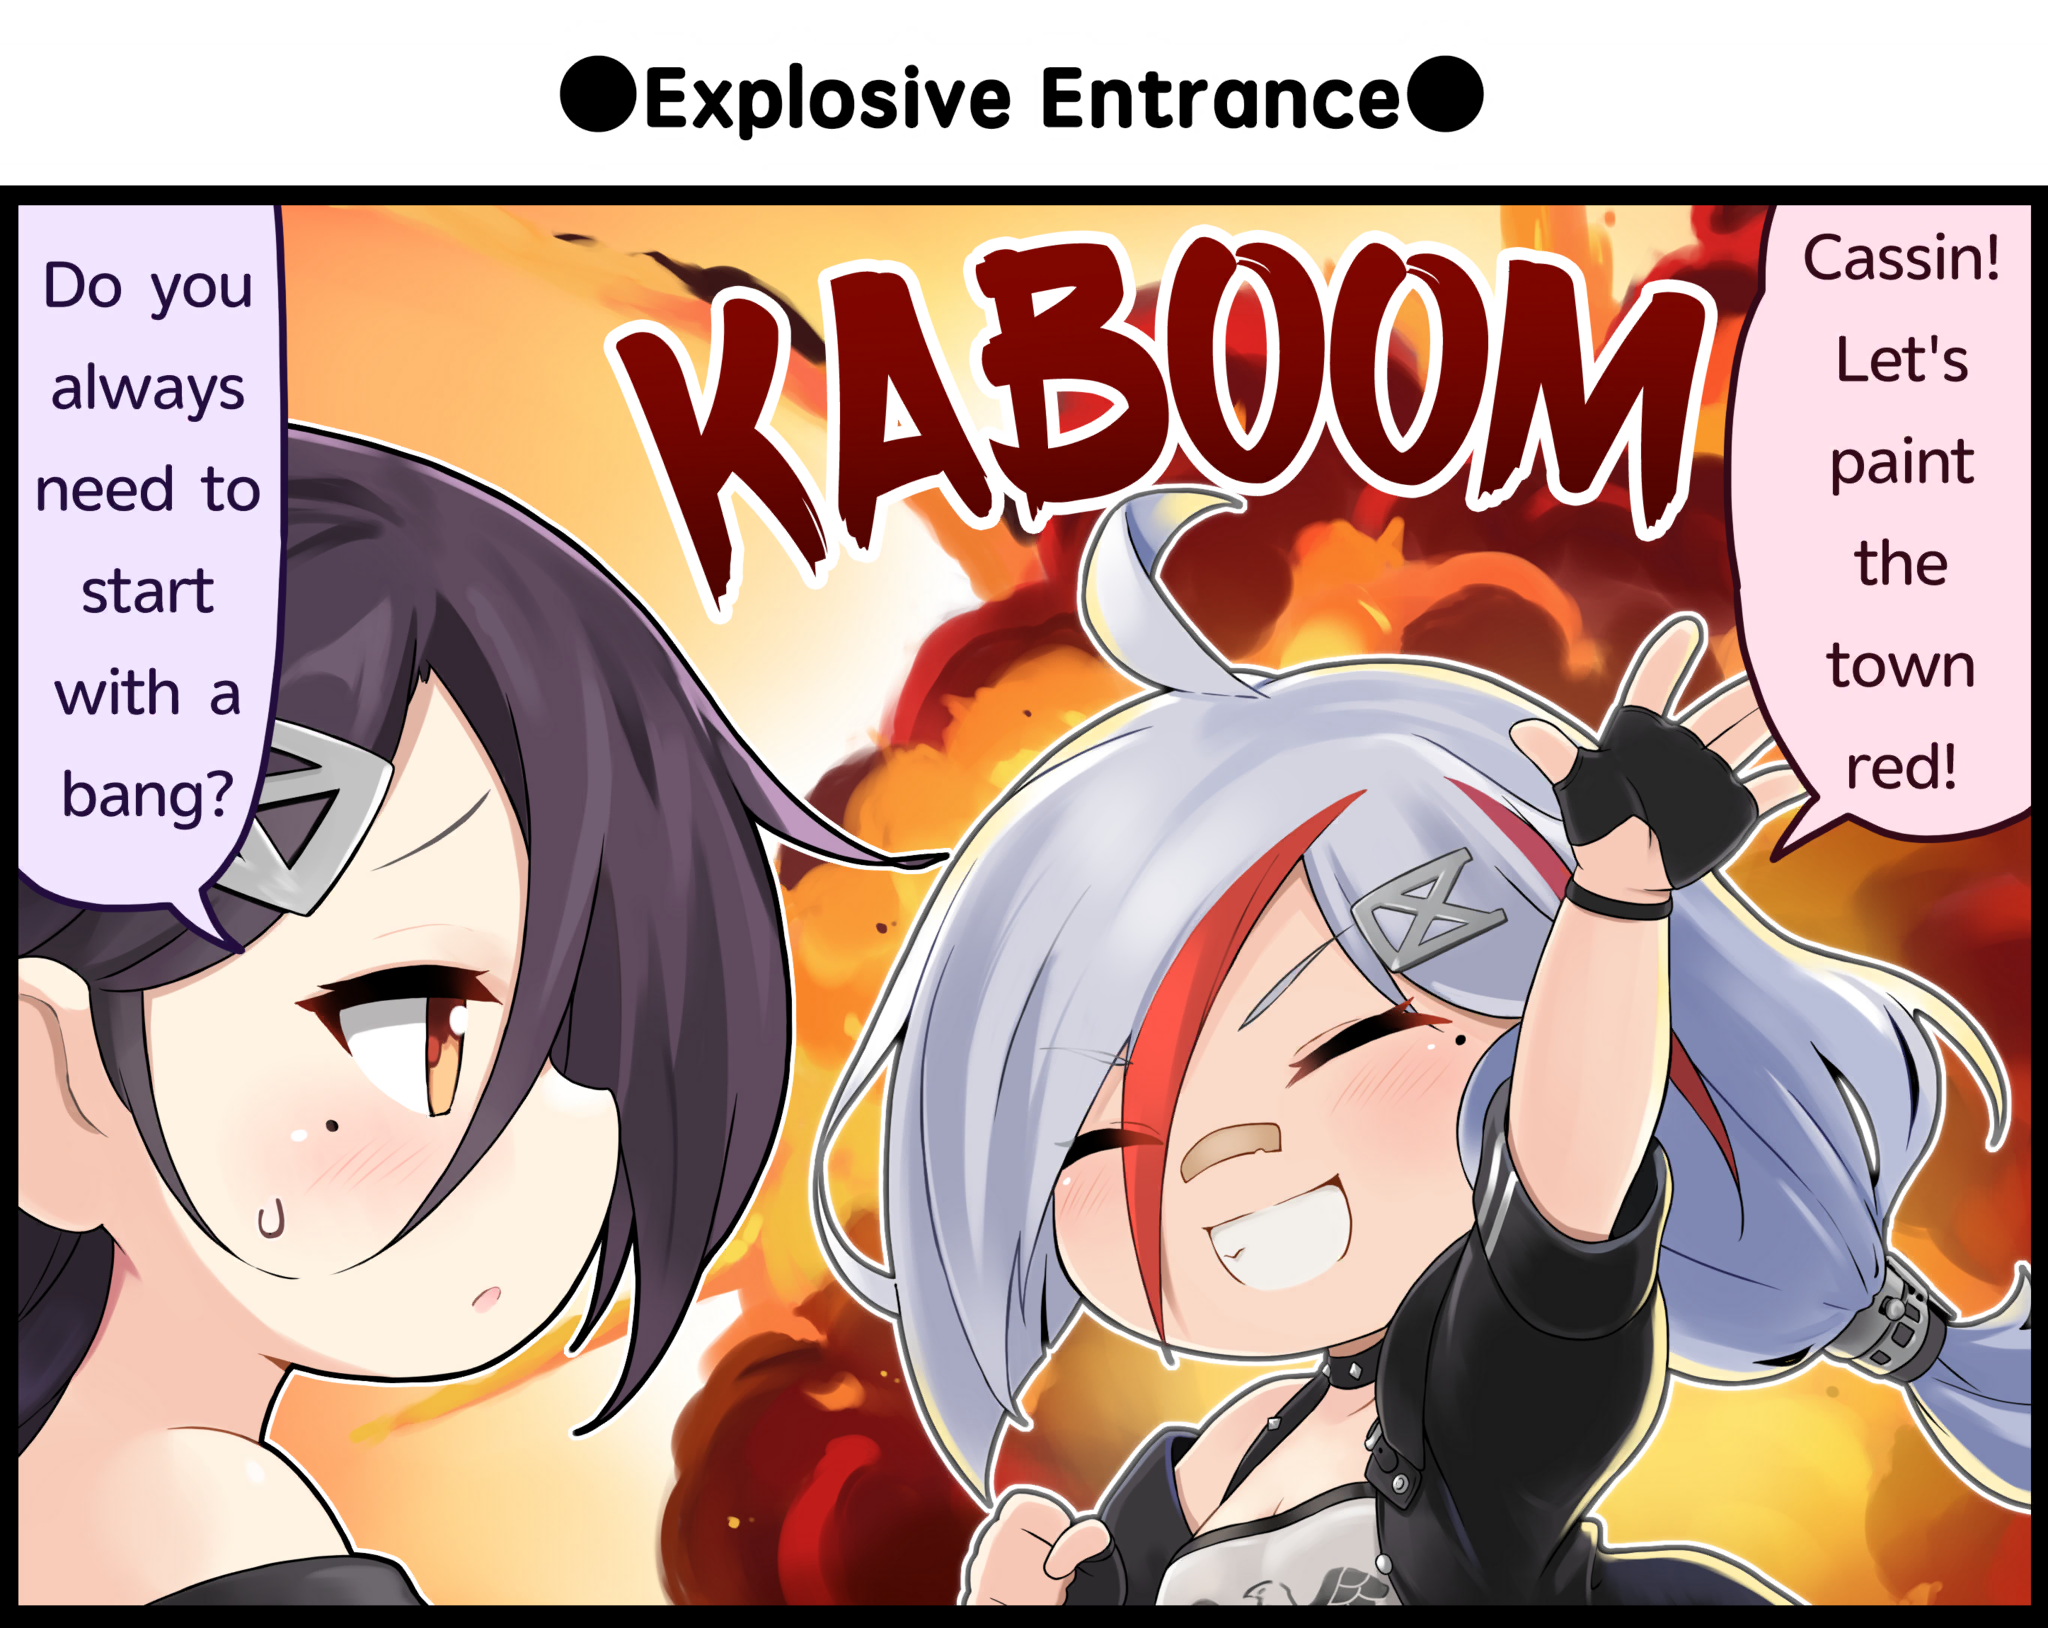 ●Explosive Entrance●
KABOOM
Cassin!
Let's
paint
the
town
red!
Do you
always
need to
start
with a
bang?